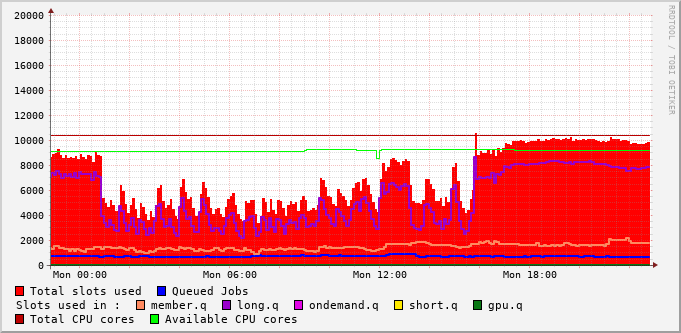 RRDTOOL / TOBI OETIKER
20000
18000
16000
14000
12000
10000
8000
6000
4000
2000
0
Mon 00:00 Mon 06:00 Mon 12:00 Mon 18:00
Total slots used Queued Jobs
Slots used in : member.q long.q ondemand.q short.q gpu.q
Total CPU cores Available CPU cores